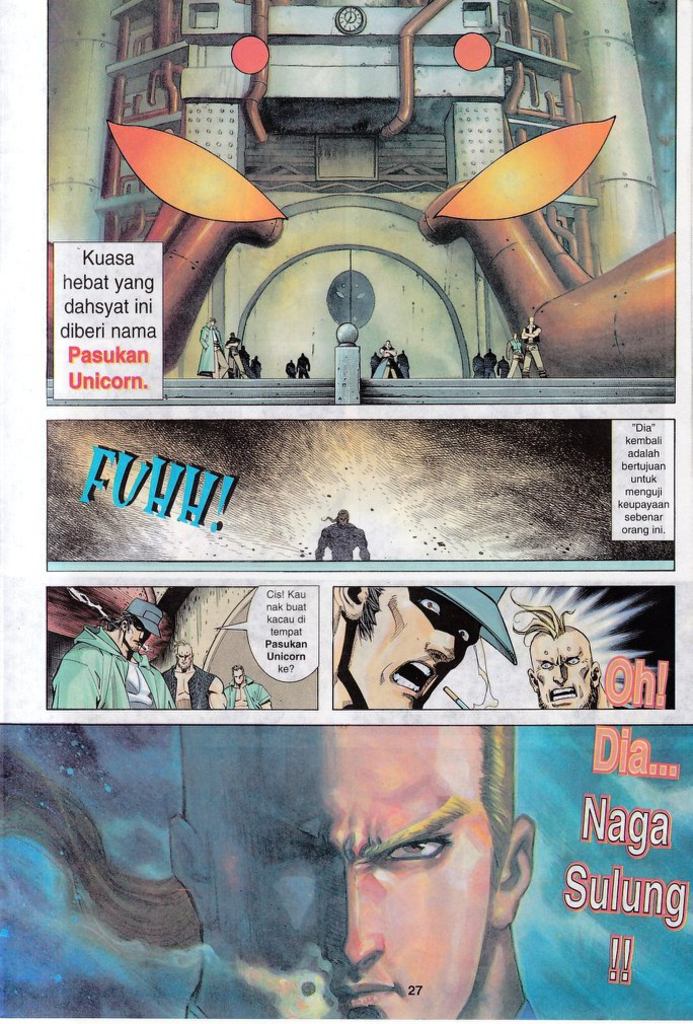 Kuasa
hebat yang
dahsyat ini
diberi nama
Pasukan
Unicorn.
FUHH!
"Dia"
kembali
adalah
bertujuan
untuk
menguji
keupayaan
sebenar
orang ini.
Cis! Kau
nak buat
kacau di
tempat
Pasukan
Unicorn
ke?
Oh!
Dia...
Naga
Sulung
!!
27